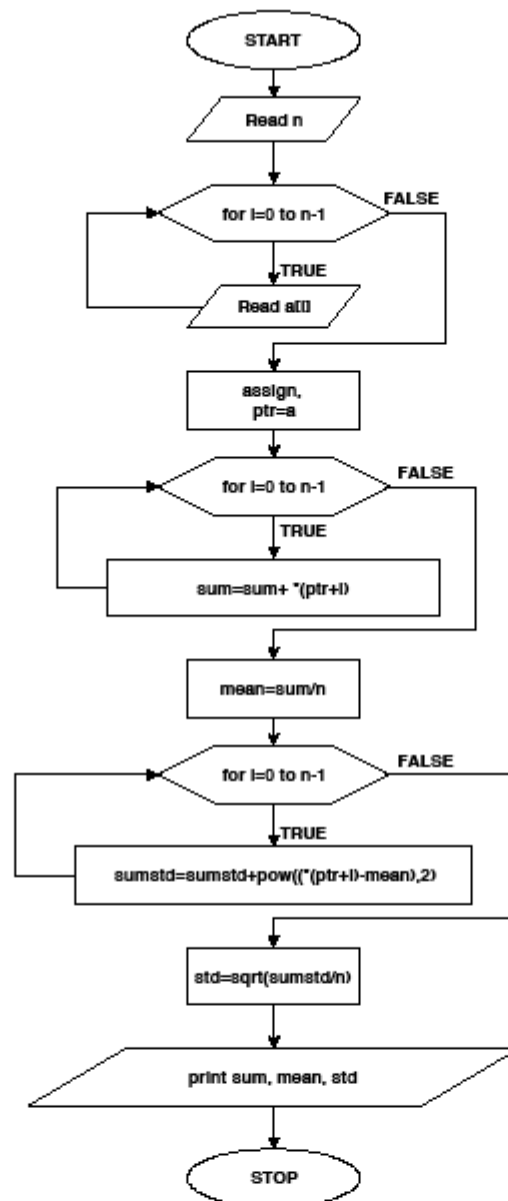 START
Read n
for i=0 to n-1
FALSE
TRUE
Read a[i]
assign,
ptr=a
for i=0 to n-1
FALSE
TRUE
sum=sum+ *(ptr+i)
mean=sum/n
for i=0 to n-1
FALSE
TRUE
sumstd=sumstd+pow((*(ptr+i)-mean),2)
std=sqrt(sumstd/n)
print sum, mean, std
STOP